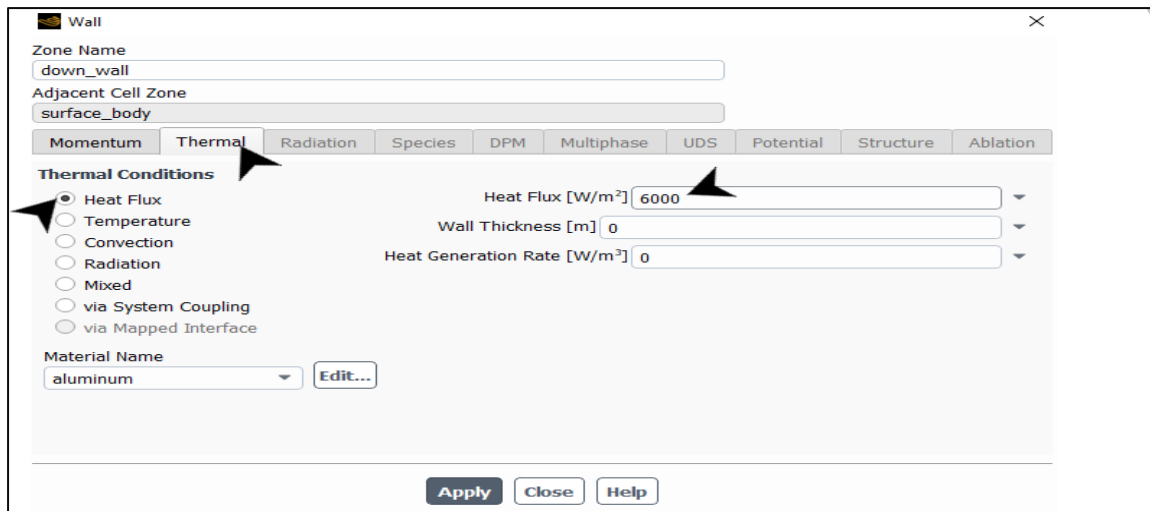 Wall
Zone Name
down_wall
Adjacent Cell Zone
surface_body
Momentum Thermal Radiation Species DPM Multiphase UDS Potential Structure Ablation
Thermal Conditions
Heat Flux
Temperature
Convection
Radiation
Mixed
via System Coupling
via Mapped Interface
Heat Flux [W/m²] 6000
Wall Thickness [m] 0
Heat Generation Rate [W/m³] 0
Material Name
aluminum Edit...
Apply Close Help